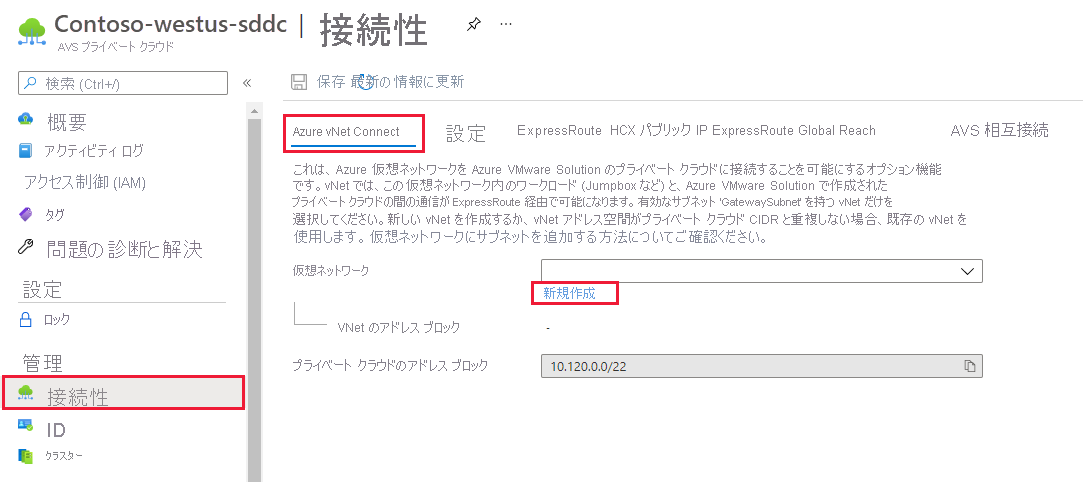 Contoso-westus-sddc | 接続性 ...
AVS プライベート クラウド
検索 (Ctrl+/) «
保存 最新の情報に更新
概要
アクティビティ ログ
アクセス制御 (IAM)
タグ
問題の診断と解決
設定
ロック
管理
接続性
ID
クラスター
Azure vNet Connect 設定 ExpressRoute HCX パブリック IP ExpressRoute Global Reach AVS 相互接続
これは、Azure 仮想ネットワークを Azure VMware Solution のプライベート クラウドに接続することを可能にするオプション機能
です。vNet では、この仮想ネットワーク内のワークロード (Jumpbox など) と、Azure VMware Solution で作成された
プライベート クラウドの間の通信が ExpressRoute 経由で可能になります。有効なサブネット 'GatewaySubnet' を持つ vNet だけを
選択してください。新しい vNet を作成するか、vNet アドレス空間がプライベート クラウド CIDR と重複しない場合、既存の vNet を
使用します。仮想ネットワークにサブネットを追加する方法についてご確認ください。
仮想ネットワーク
新規作成
VNet のアドレス ブロック -
プライベート クラウドのアドレス ブロック 10.120.0.0/22